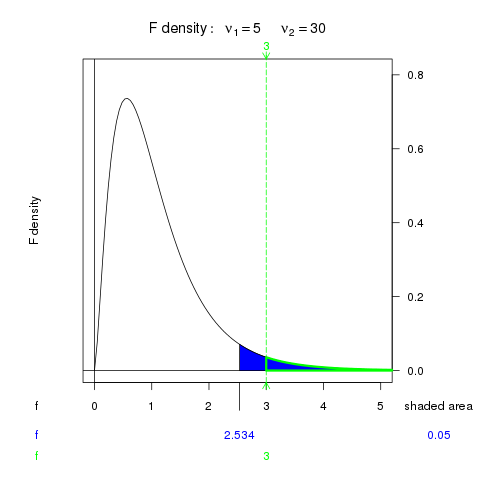 F density : ν1 = 5 ν2 = 30
3
F density
0.8
0.6
0.4
0.2
0.0
f 0 1 2 3 4 5 shaded area
f 2.534 0.05
f 3